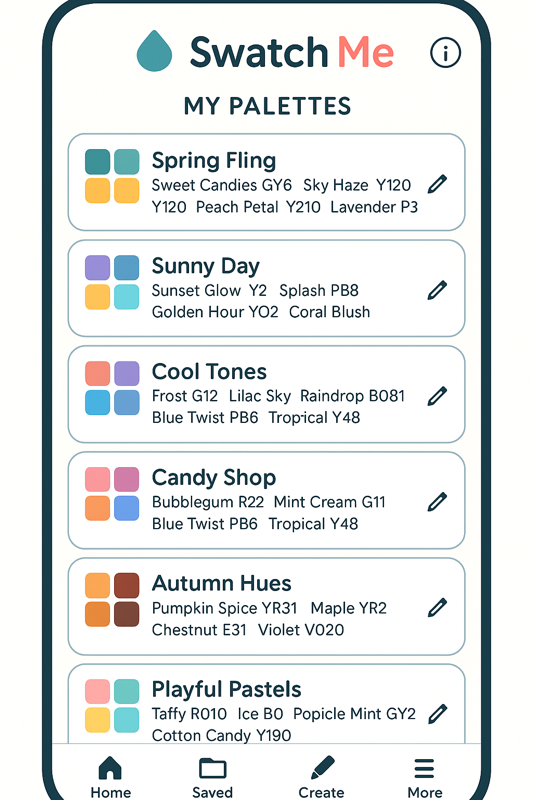 Swatch Me
MY PALETTES
Spring Fling
Sweet Candies GY6 Sky Haze Y120
Y120 Peach Petal Y210 Lavender P3
Sunny Day
Sunset Glow Y2 Splash PB8
Golden Hour YO2 Coral Blush
Cool Tones
Frost G12 Lilac Sky Raindrop B081
Blue Twist PB6 Tropical Y48
Candy Shop
Bubblegum R22 Mint Cream G11
Blue Twist PB6 Tropical Y48
Autumn Hues
Pumpkin Spice YR31 Maple YR2
Chestnut E31 Violet V020
Playful Pastels
Taffy R010 Ice B0 Popicle Mint GY2
Cotton Candy Y190
Home Saved Create More